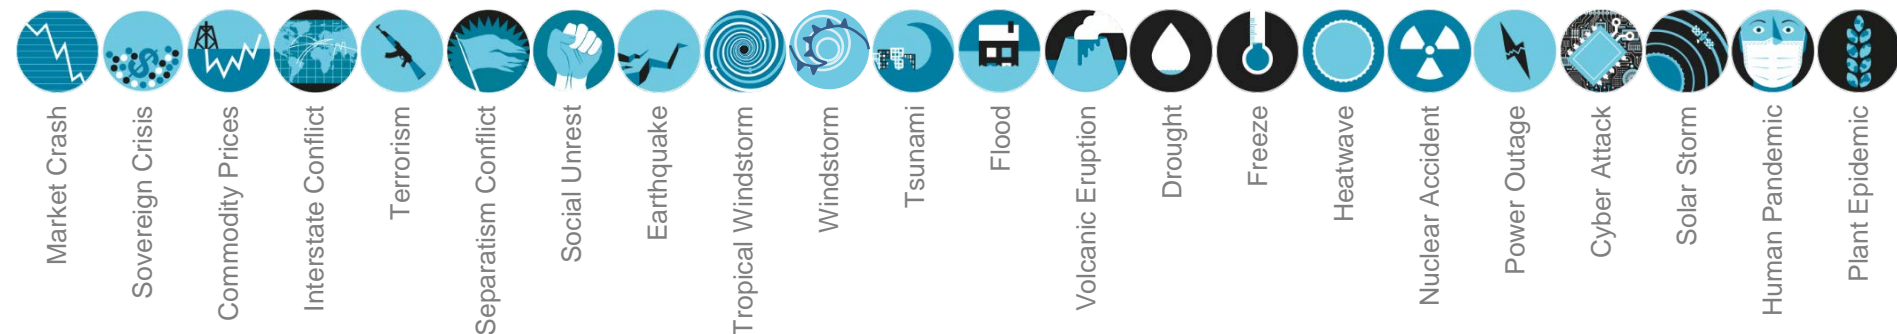 Market Crash
Sovereign Crisis
Commodity Prices
Interstate Conflict
Terrorism
Separatism Conflict
Social Unrest
Earthquake
Tropical Windstorm
Windstorm
Tsunami
Flood
Volcanic Eruption
Drought
Freeze
Heatwave
Nuclear Accident
Power Outage
Cyber Attack
Solar Storm
Human Pandemic
Plant Epidemic